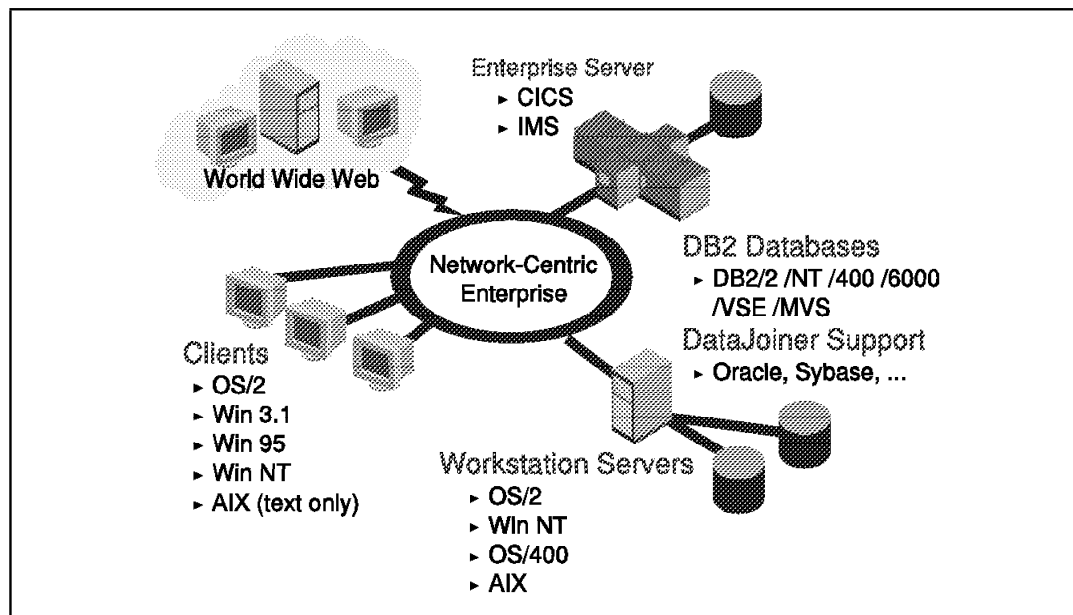 Enterprise Server
▸ CICS
▸ IMS
World Wide Web
Network-Centric
Enterprise
DB2 Databases
▸ DB2/2 /NT /400 /6000
/VSE /MVS
DataJoiner Support
▸ Oracle, Sybase, ...
Clients
▸ OS/2
▸ Win 3.1
▸ Win 95
▸ Win NT
▸ AIX (text only)
Workstation Servers
▸ OS/2
▸ Win NT
▸ OS/400
▸ AIX